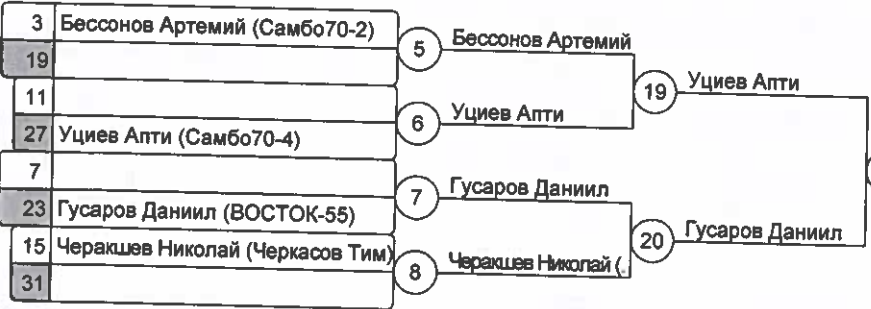 3 Бессонов Артемий (Самбо70-2)
19
5 Бессонов Артемий
11
27 Уциев Апти (Самбо70-4)
6 Уциев Апти
19 Уциев Апти
7
23 Гусаров Даниил (ВОСТОК-55)
7 Гусаров Даниил
15 Черакшев Николай (Черкасов Тим)
31
8 Черакшев Николай (.
20 Гусаров Даниил